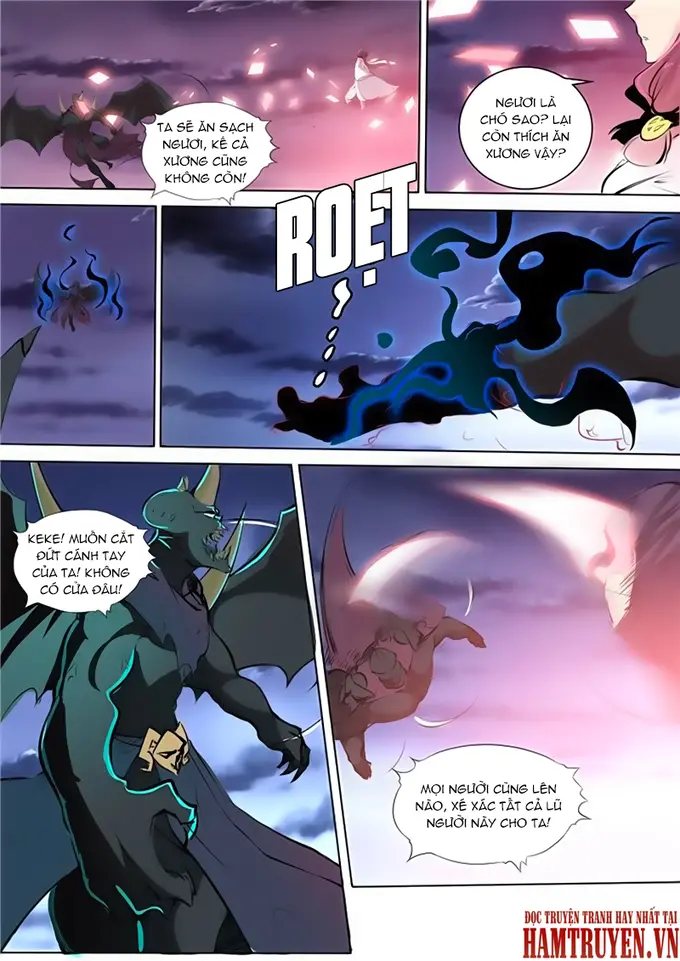 TA SẼ ĂN SẠCH
NGƯƠI, KỂ CẢ
XƯƠNG CŨNG
KHÔNG CÒN!
NGƯƠI LÀ
CHÓ SAO? LẠI
CÒN THÍCH ĂN
XƯƠNG VẬY?
ROẸT
KEKE! MUỐN CẮT
ĐỨT CÁNH TAY
CỦA TA! KHÔNG
CÓ CỬA ĐÂU!
MỌI NGƯỜI CÙNG LÊN
NÀO, XÉ XÁC TẤT CẢ LŨ
NGƯỜI NÀY CHO TA!
ĐỌC TRUYỆN TRANH HAY NHẤT TẠI
HAMTRUYEN.VN